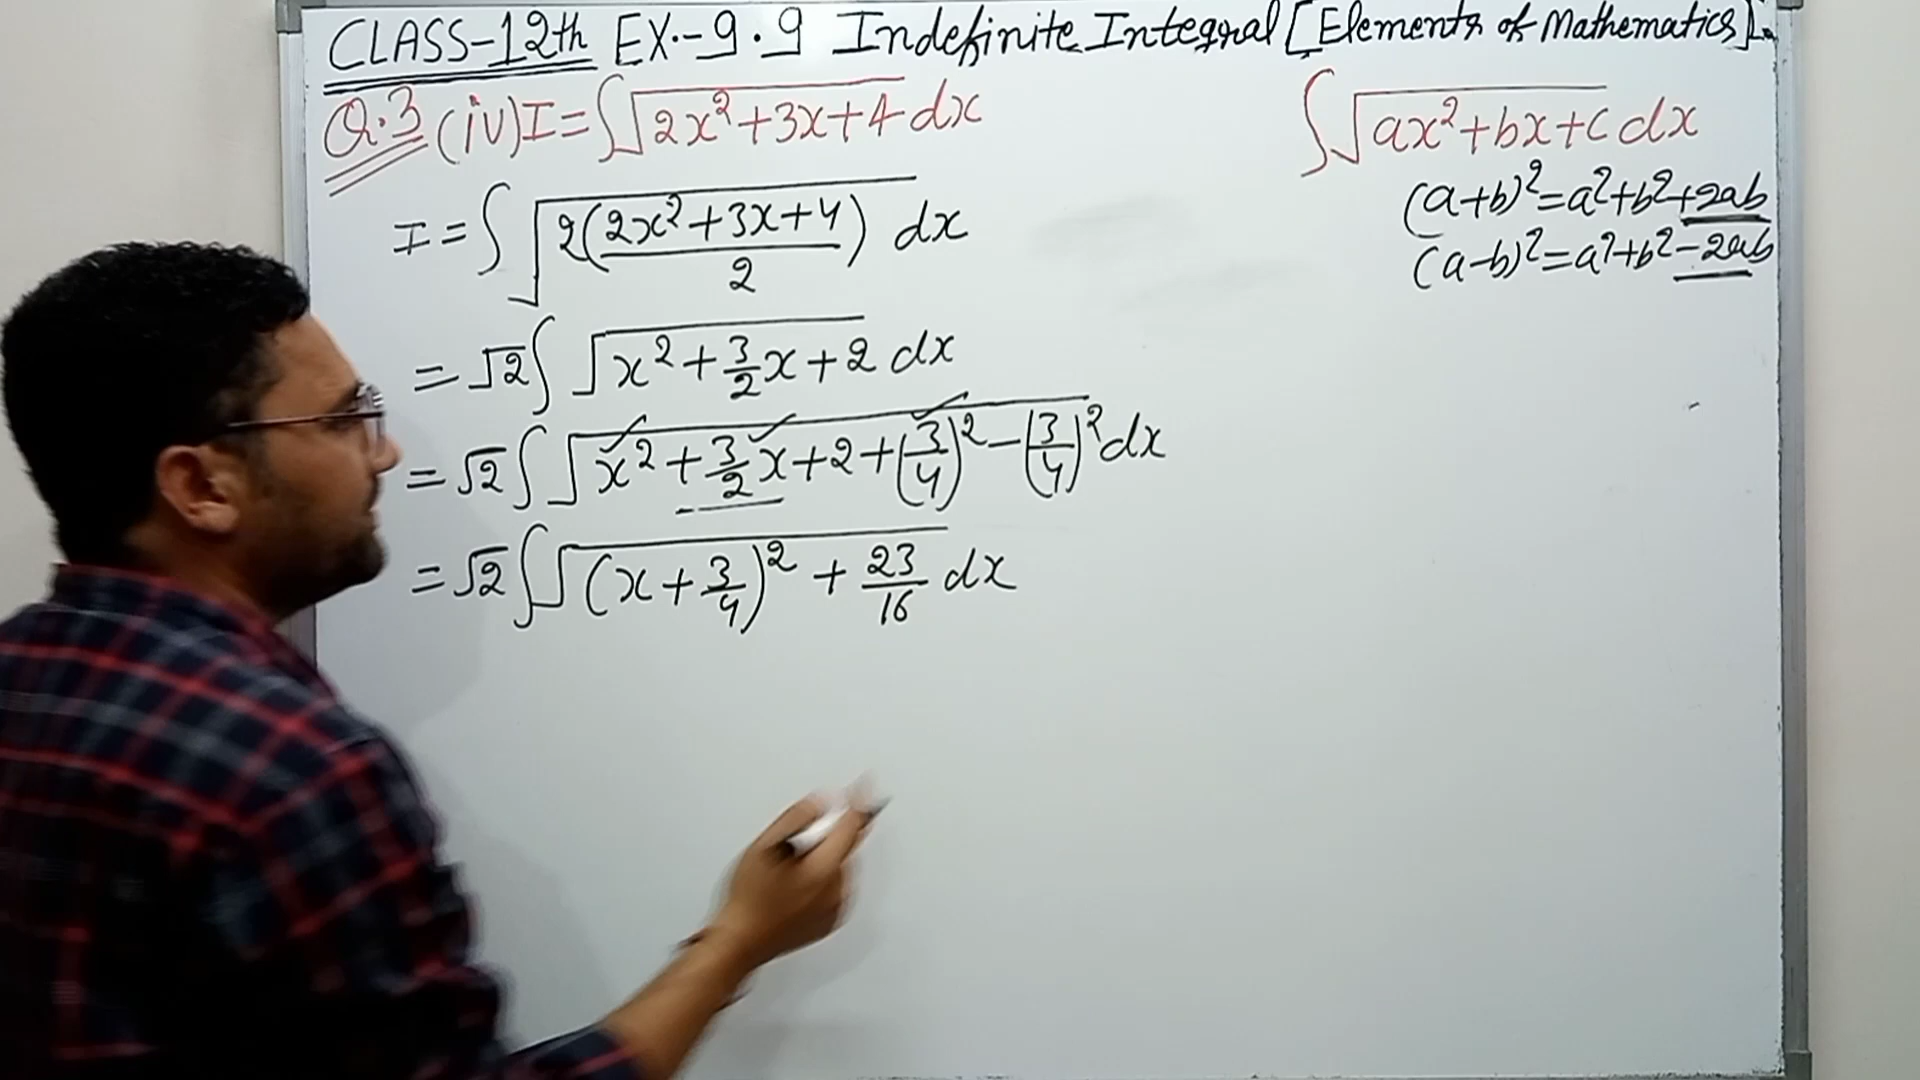 CLASS-12th EX.-9.9 Indefinite Integral [Elements of Mathematics]
Q.3 (iv) I = ∫√(2x²+3x+4) dx
∫√(ax²+bx+c) dx
(a+b)² = a²+b²+2ab
(a-b)² = a²+b²-2ab
I = ∫ √(2(2x²+3x+4)/2) dx
= √2 ∫ √(x² + 3/2 x + 2) dx
= √2 ∫ √(x² + 3/2 x + 2 + (3/4)² - (3/4)²) dx
= √2 ∫ √((x + 3/4)² + 23/16) dx